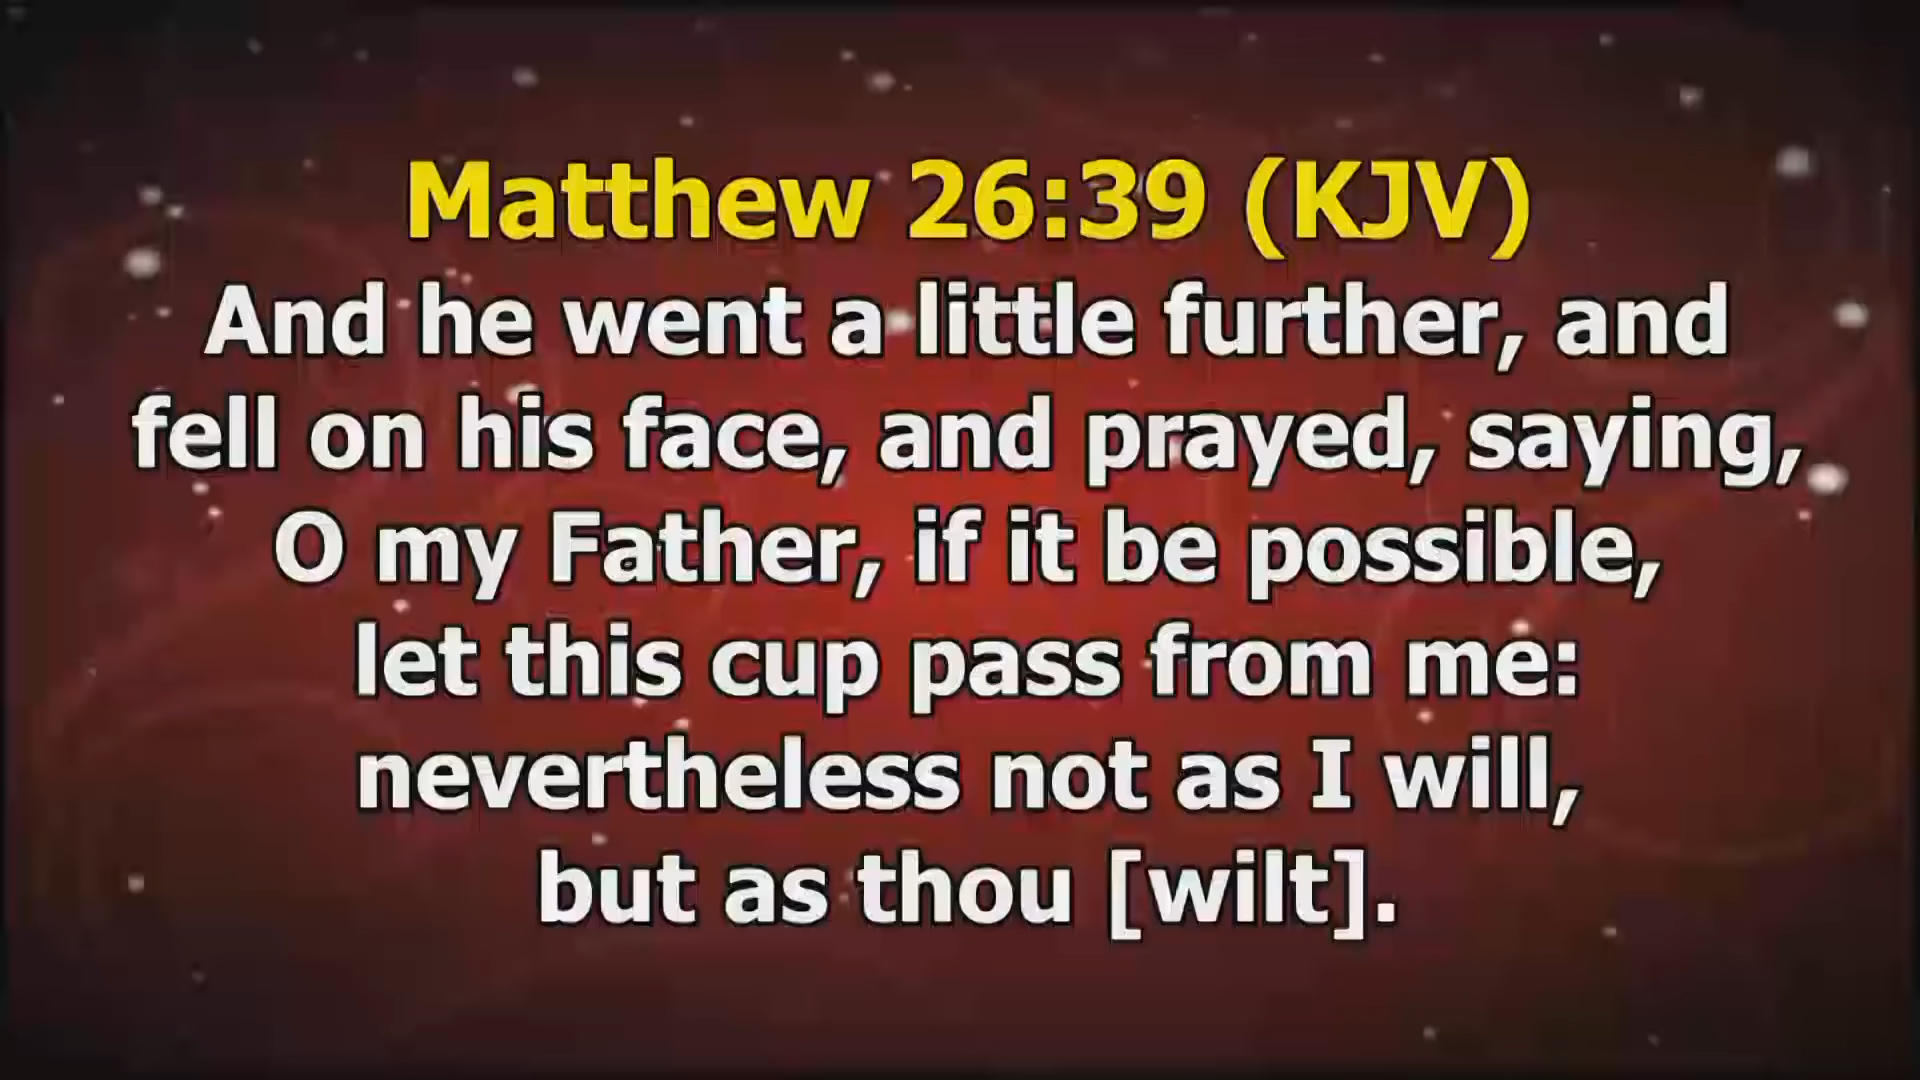 Matthew 26:39 (KJV)
And he went a little further, and
fell on his face, and prayed, saying,
O my Father, if it be possible,
let this cup pass from me:
nevertheless not as I will,
but as thou [wilt].